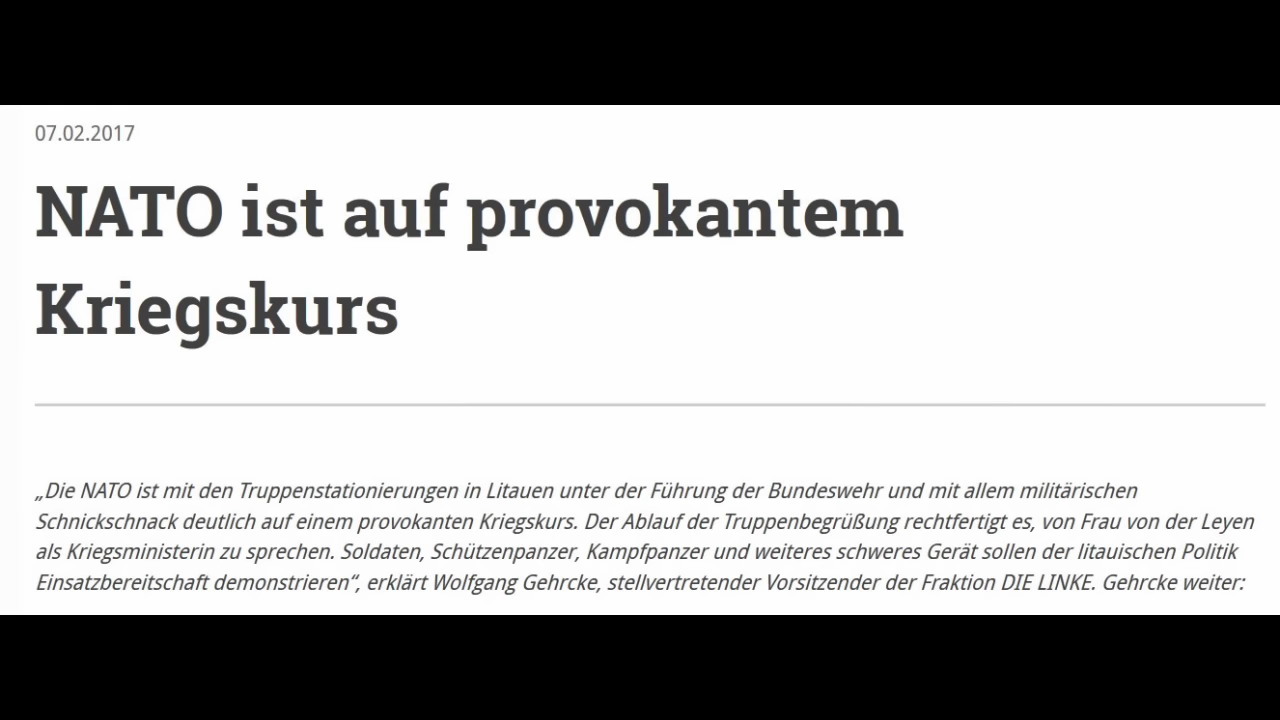 07.02.2017
NATO ist auf provokantem
Kriegskurs
„Die NATO ist mit den Truppenstationierungen in Litauen unter der Führung der Bundeswehr und mit allem militärischen
Schnickschnack deutlich auf einem provokanten Kriegskurs. Der Ablauf der Truppenbegrüßung rechtfertigt es, von Frau von der Leyen
als Kriegsministerin zu sprechen. Soldaten, Schützenpanzer, Kampfpanzer und weiteres schweres Gerät sollen der litauischen Politik
Einsatzbereitschaft demonstrieren“, erklärt Wolfgang Gehrcke, stellvertretender Vorsitzender der Fraktion DIE LINKE. Gehrcke weiter: